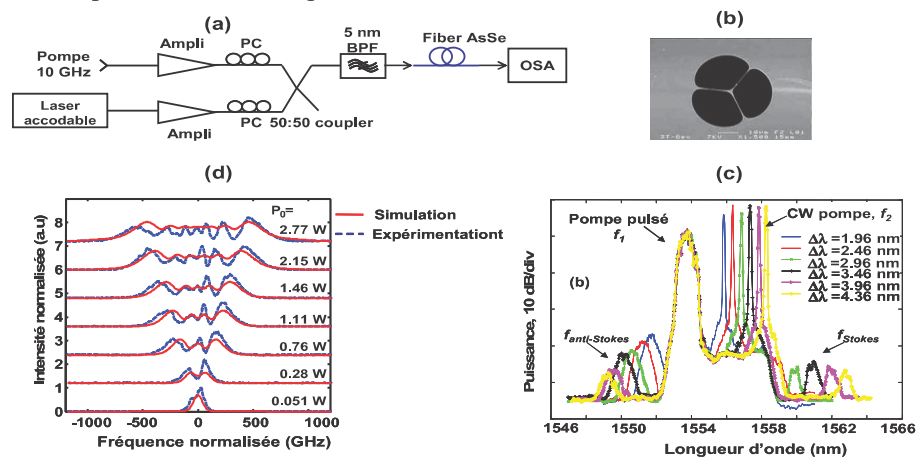 (a)
(b)
Pompe
10 GHz
Ampli
PC
5 nm
BPF
Fiber AsSe
OSA
Laser
accodable
Ampli
PC
50:50 coupler
(d)
(c)
Intensité normalisée (a.u)
8
7
6
5
4
3
2
1
0
P₀=
2.77 W
2.15 W
1.46 W
1.11 W
0.76 W
0.28 W
0.051 W
-1000
-500
0
500
1000
Fréquence normalisée (GHz)
Simulation
Expérimentationt
Puissance, 10 dB/div
Pompe pulsé
f₁
CW pompe, f₂
(b)
Δλ =1.96 nm
Δλ =2.46 nm
Δλ =2.96 nm
Δλ =3.46 nm
Δλ =3.96 nm
Δλ =4.36 nm
f anti-Stokes
f Stokes
1546
1550
1554
1558
1562
1566
Longueur d'onde (nm)